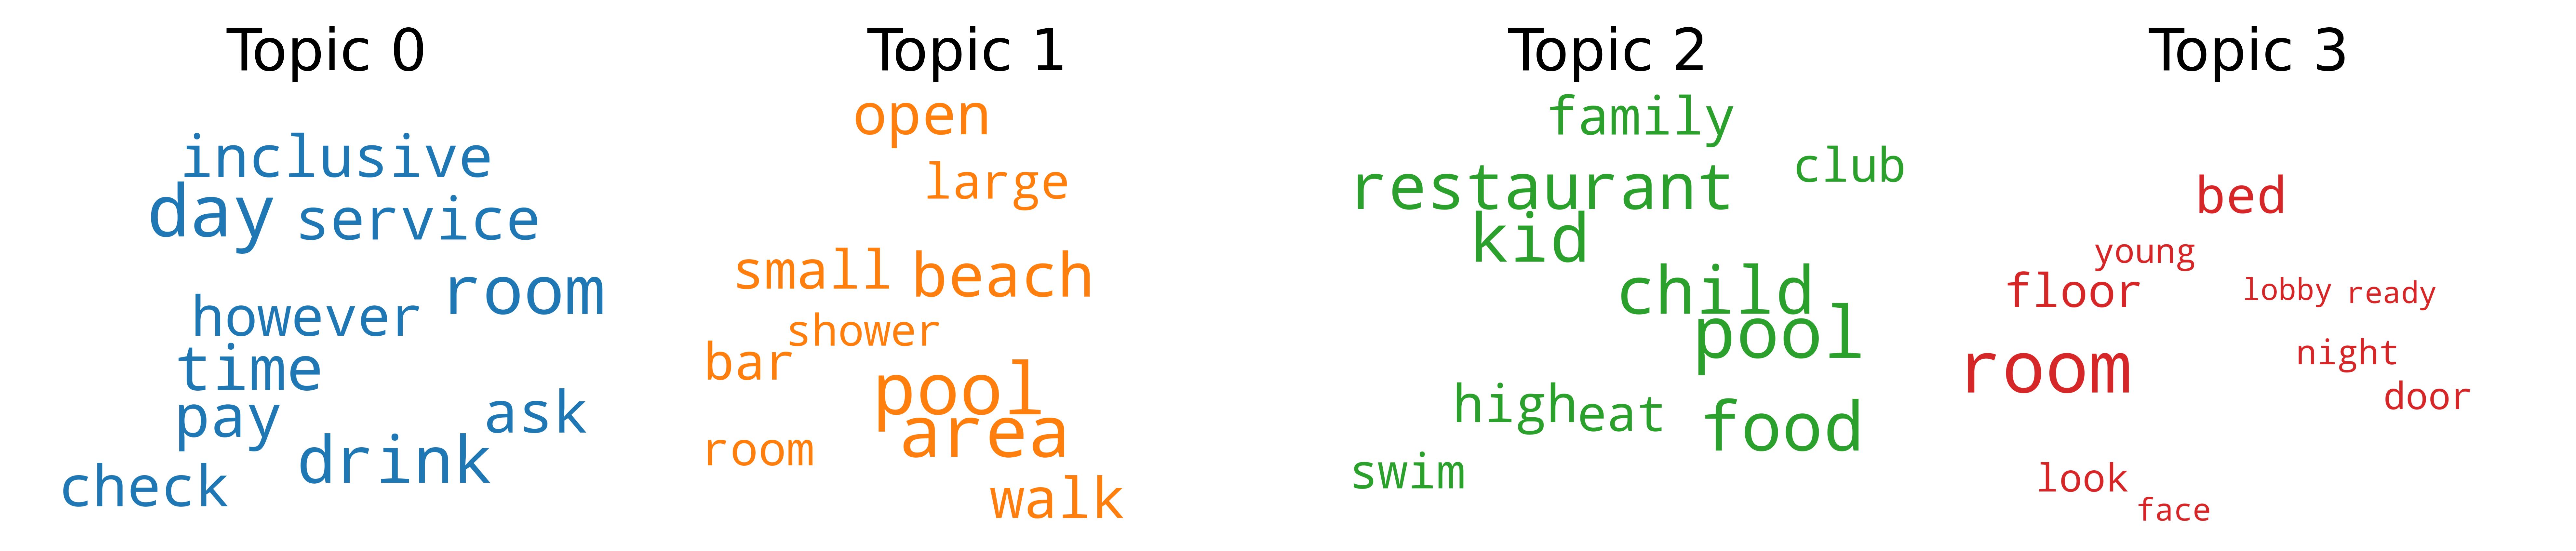 Topic 0
inclusive
day service
room
however
time
pay ask
drink
check
Topic 1
open
large
small beach
shower
bar
pool
area
room
walk
Topic 2
family
club
restaurant
kid
child
pool
high eat food
swim
Topic 3
bed
young
floor lobby ready
room night
door
look
face